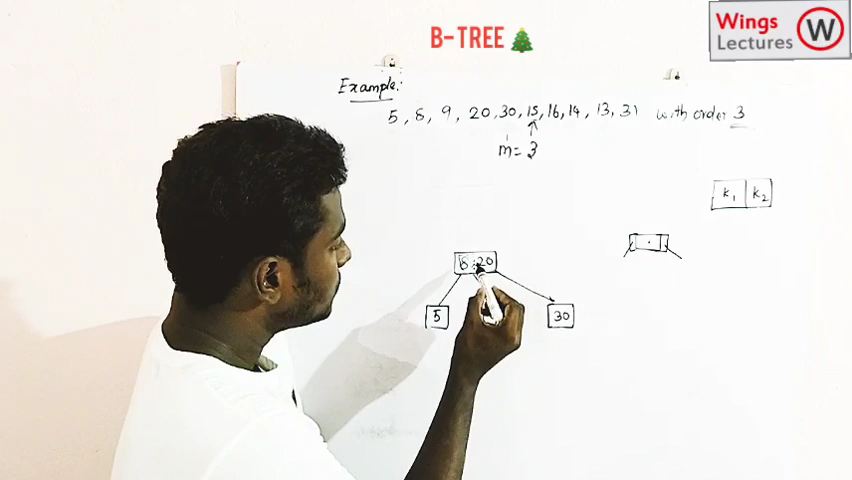 B-TREE🎄
Wings
Lectures W
Example:
5, 8, 9, 20, 30, 15, 16, 14, 13, 31 with order 3
m = 3
K1 K2
8 20
5
30